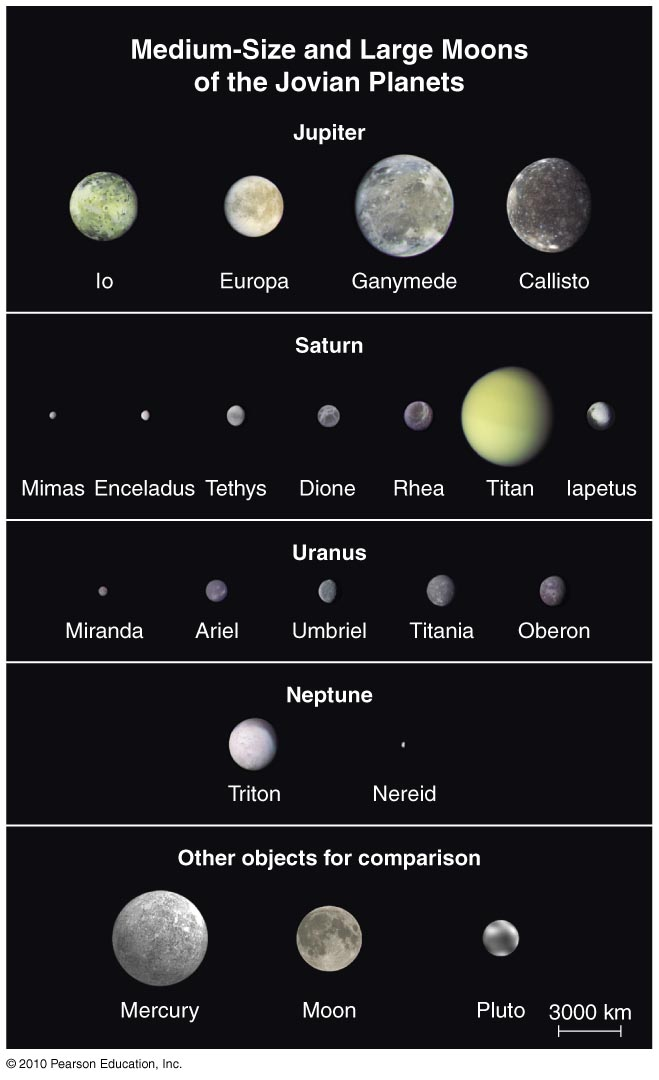 Medium-Size and Large Moons
of the Jovian Planets
Jupiter
Io Europa Ganymede Callisto
Saturn
Mimas Enceladus Tethys Dione Rhea Titan Iapetus
Uranus
Miranda Ariel Umbriel Titania Oberon
Neptune
Triton Nereid
Other objects for comparison
Mercury Moon Pluto 3000 km
© 2010 Pearson Education, Inc.